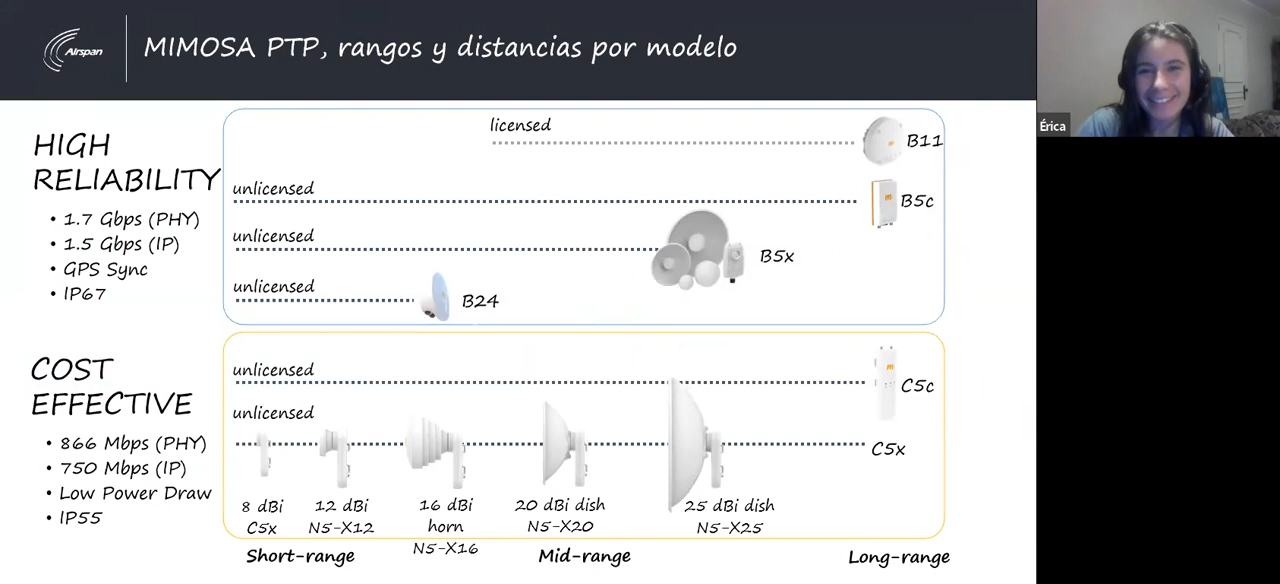 Airspan
MIMOSA PTP, rangos y distancias por modelo
Érica
HIGH
RELIABILITY
• 1.7 Gbps (PHY)
• 1.5 Gbps (IP)
• GPS Sync
• IP67
licensed
B11
unlicensed
B5c
unlicensed
B5x
unlicensed
B24
COST
EFFECTIVE
• 866 Mbps (PHY)
• 750 Mbps (IP)
• Low Power Draw
• IP55
unlicensed
C5c
unlicensed
C5x
8 dBi
C5x
12 dBi
N5-X12
16 dBi
horn
N5-X16
20 dBi dish
N5-X20
25 dBi dish
N5-X25
Short-range
Mid-range
Long-range